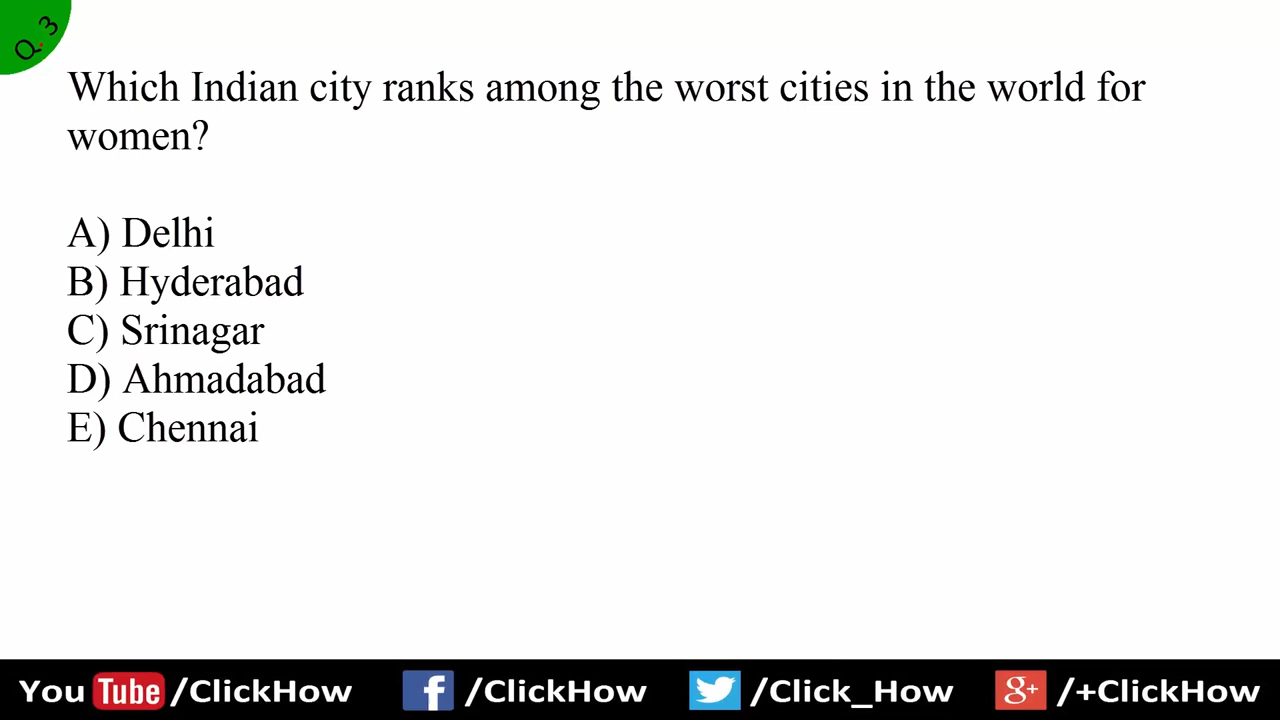 Q. 3
Which Indian city ranks among the worst cities in the world for
women?
A) Delhi
B) Hyderabad
C) Srinagar
D) Ahmadabad
E) Chennai
You Tube /ClickHow f /ClickHow /Click_How g+ /+ClickHow